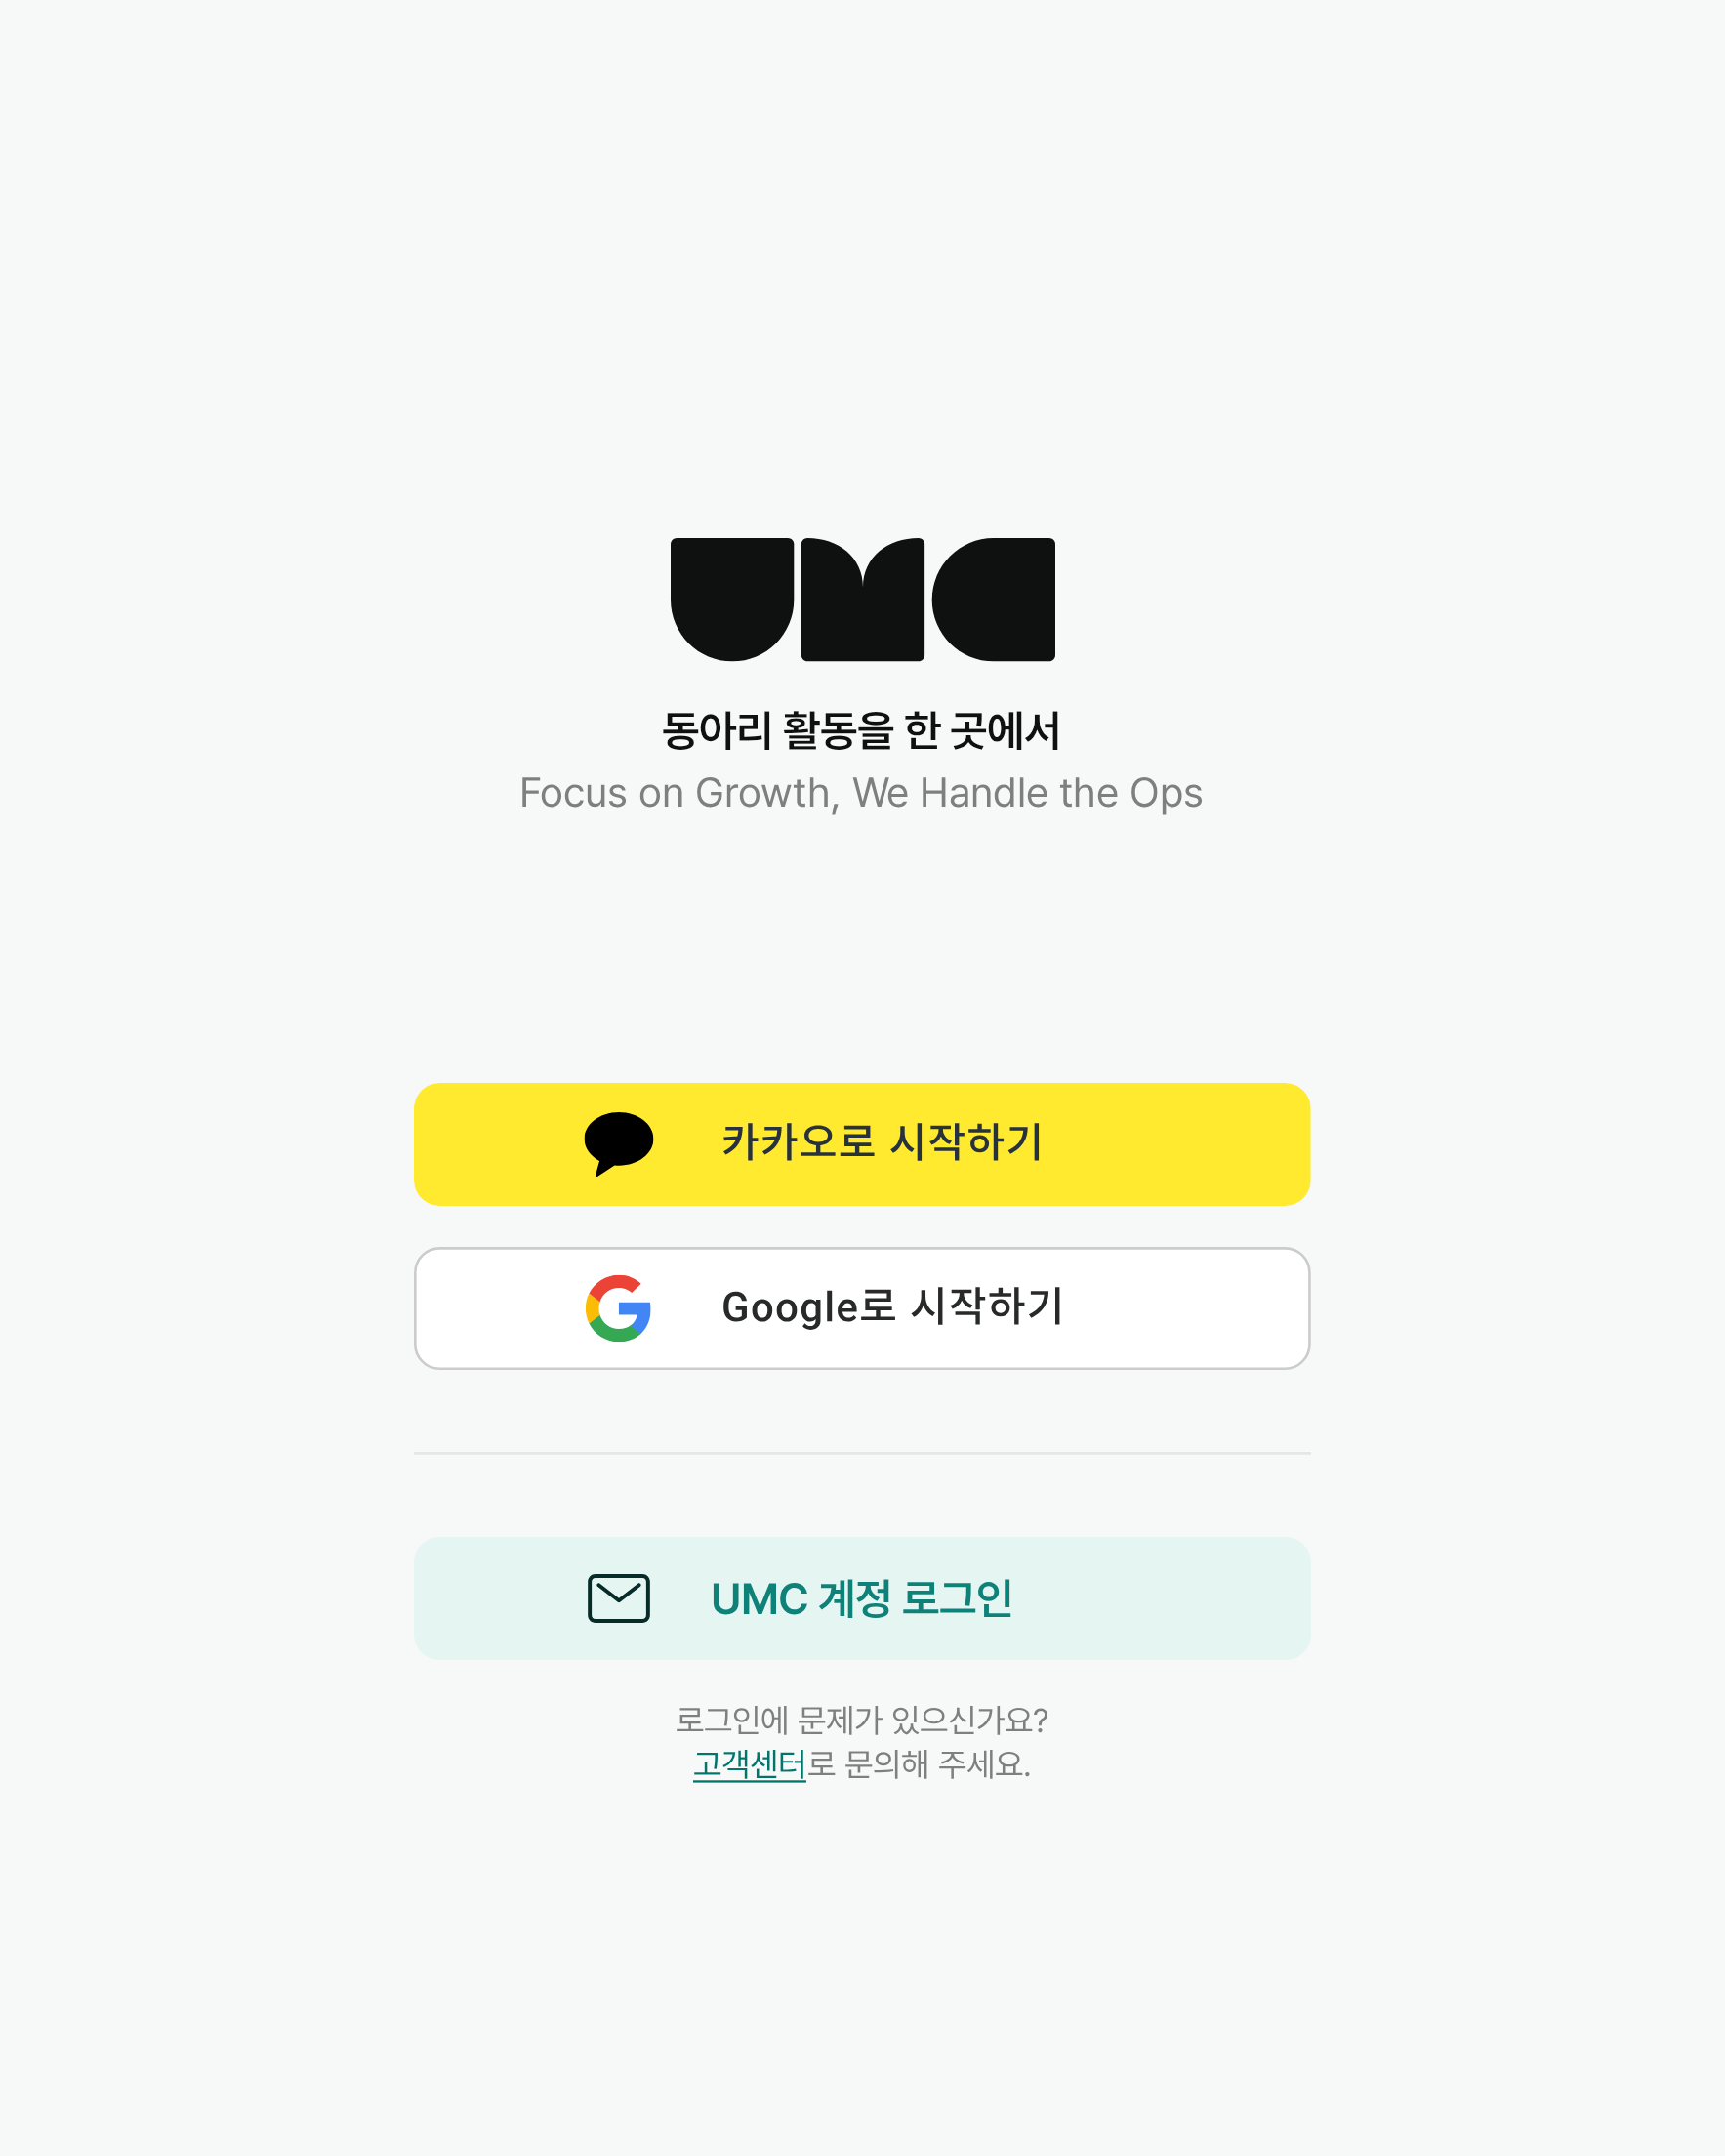 UMC
동아리 활동을 한 곳에서
Focus on Growth, We Handle the Ops
카카오로 시작하기
Google로 시작하기
UMC 계정 로그인
로그인에 문제가 있으신가요?
고객센터로 문의해 주세요.